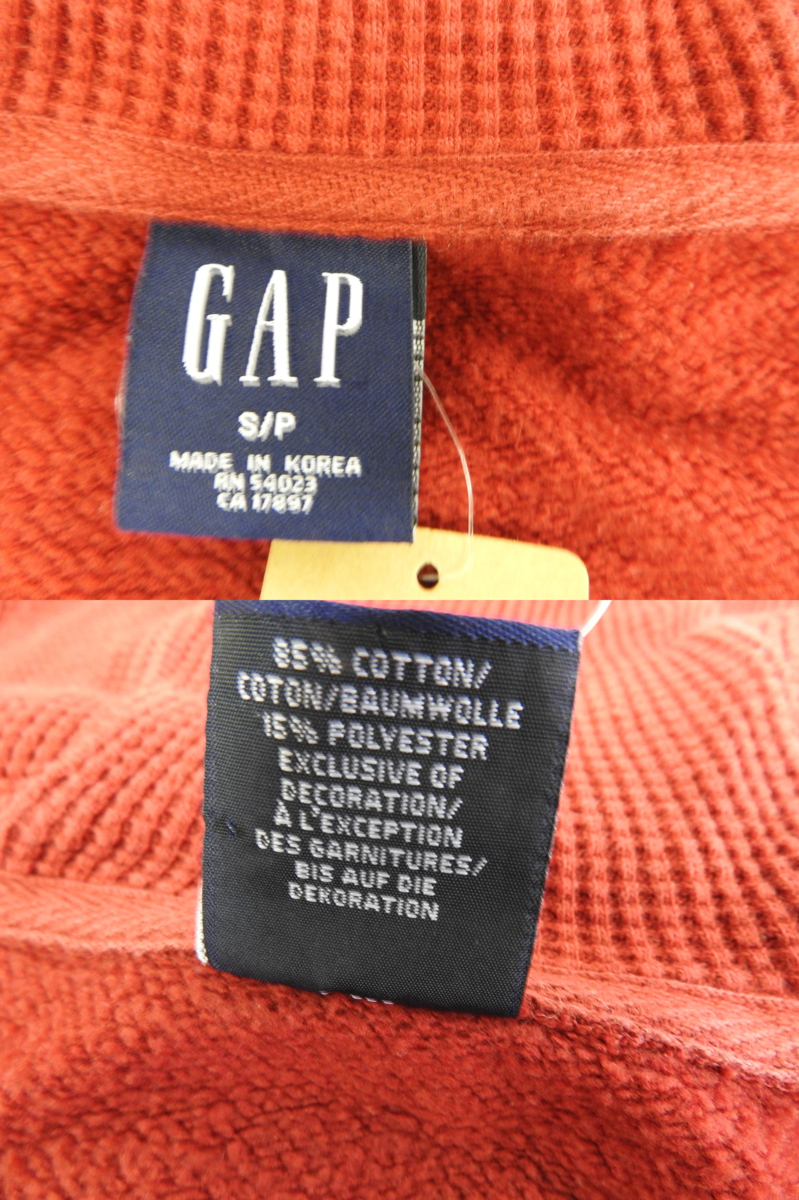 GAP
S/P
MADE IN KOREA
RN 54023
CA 17897
85% COTTON/
COTON/BAUMWOLLE
15% POLYESTER
EXCLUSIVE OF
DECORATION/
À L'EXCEPTION
DES GARNITURES/
BIS AUF DIE
DEKORATION